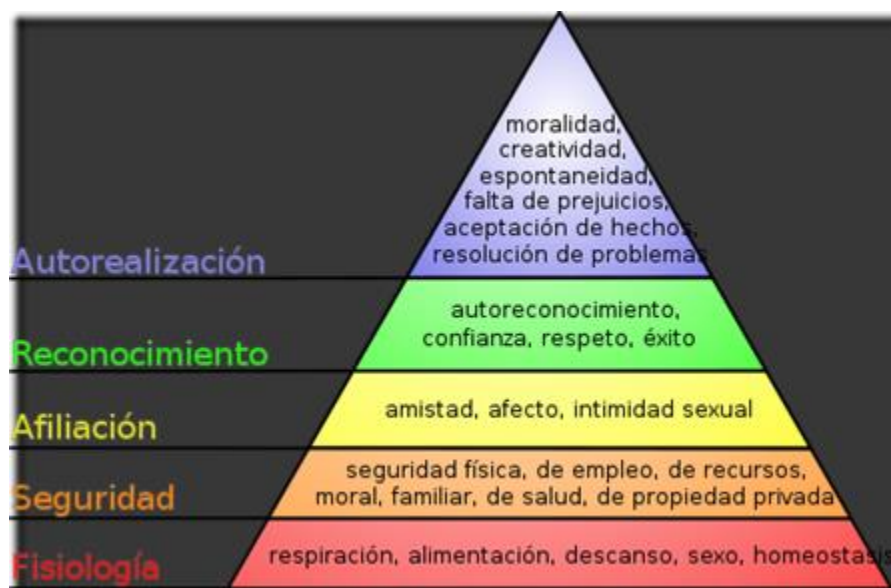 moralidad,
creatividad,
espontaneidad,
falta de prejuicios,
aceptación de hechos,
resolución de problemas
Autorealización
autoreconocimiento,
confianza, respeto, éxito
Reconocimiento
amistad, afecto, intimidad sexual
Afiliación
seguridad física, de empleo, de recursos,
moral, familiar, de salud, de propiedad privada
Seguridad
respiración, alimentación, descanso, sexo, homeostasis
Fisiología